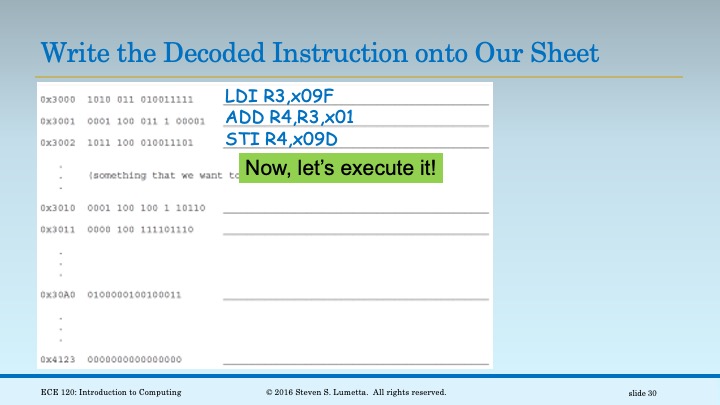 Write the Decoded Instruction onto Our Sheet
0x3000 1010 011 010011111 LDI R3,x09F
0x3001 0001 100 011 1 00001 ADD R4,R3,x01
0x3002 1011 100 010011101 STI R4,x09D
(something that we want to
Now, let's execute it!
0x3010 0001 100 100 1 10110
0x3011 0000 100 111101110
0x30A0 0100000100100011
0x4123 0000000000000000
ECE 120: Introduction to Computing © 2016 Steven S. Lumetta. All rights reserved. slide 30